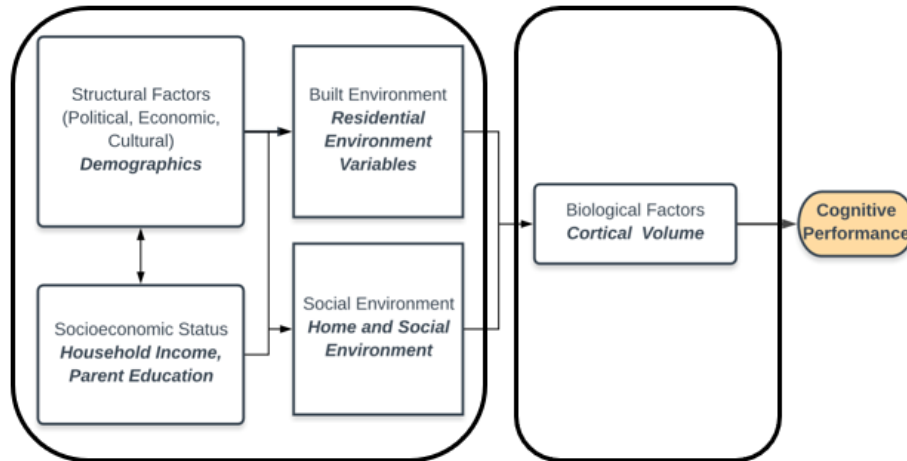 Structural Factors
(Political, Economic,
Cultural)
Demographics
Built Environment
Residential
Environment
Variables
Socioeconomic Status
Household Income,
Parent Education
Social Environment
Home and Social
Environment
Biological Factors
Cortical Volume
Cognitive
Performance